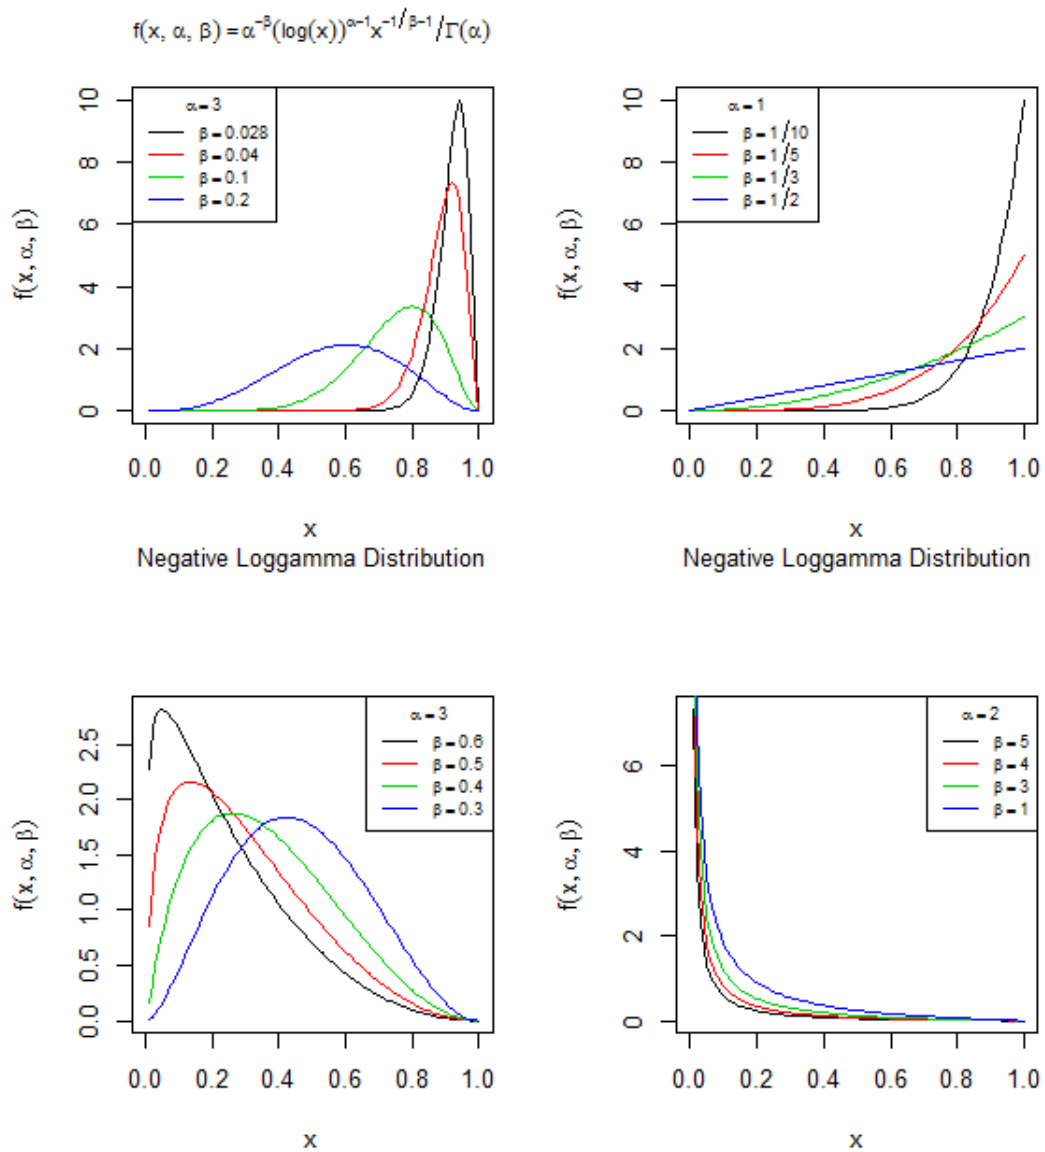 f(x, α, β) = α^−β(log(x))^α−1 x^−1/β−1/Γ(α)
10
8
6
4
2
0
f(x, α, β)
α = 3
β = 0.028
β = 0.04
β = 0.1
β = 0.2
0.0 0.2 0.4 0.6 0.8 1.0
x
Negative Loggamma Distribution
10
8
6
4
2
0
f(x, α, β)
α = 1
β = 1/10
β = 1/5
β = 1/3
β = 1/2
0.0 0.2 0.4 0.6 0.8 1.0
x
Negative Loggamma Distribution
2.5
2.0
1.5
1.0
0.5
0.0
f(x, α, β)
α = 3
β = 0.6
β = 0.5
β = 0.4
β = 0.3
0.0 0.2 0.4 0.6 0.8 1.0
x
6
4
2
0
f(x, α, β)
α = 2
β = 5
β = 4
β = 3
β = 1
0.0 0.2 0.4 0.6 0.8 1.0
x